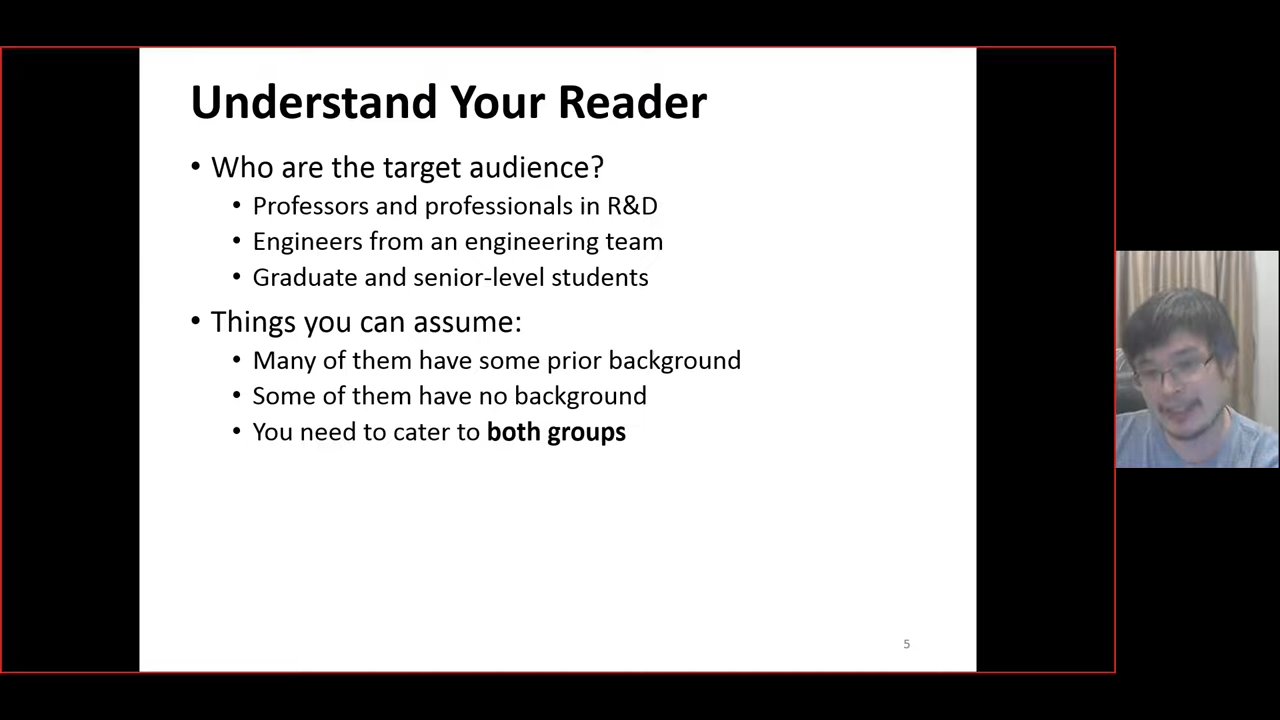 Understand Your Reader
• Who are the target audience?
• Professors and professionals in R&D
• Engineers from an engineering team
• Graduate and senior-level students
• Things you can assume:
• Many of them have some prior background
• Some of them have no background
• You need to cater to both groups
5